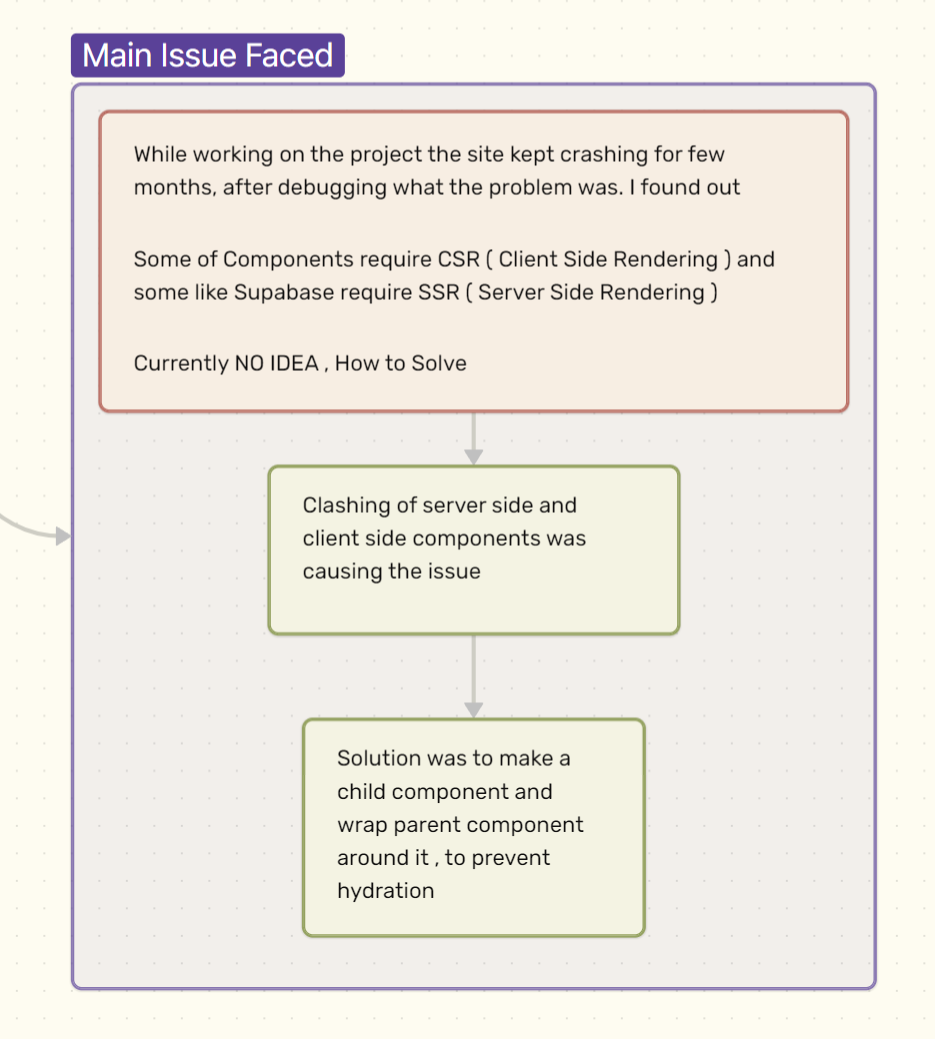 Main Issue Faced
While working on the project the site kept crashing for few
months, after debugging what the problem was. I found out
Some of Components require CSR ( Client Side Rendering ) and
some like Supabase require SSR ( Server Side Rendering )
Currently NO IDEA , How to Solve
Clashing of server side and
client side components was
causing the issue
Solution was to make a
child component and
wrap parent component
around it , to prevent
hydration